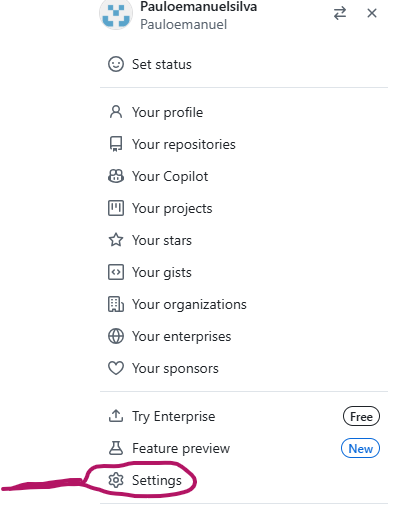 Pauloemanuelsilva
Pauloemanuel
Set status
Your profile
Your repositories
Your Copilot
Your projects
Your stars
Your gists
Your organizations
Your enterprises
Your sponsors
Try Enterprise Free
Feature preview New
Settings